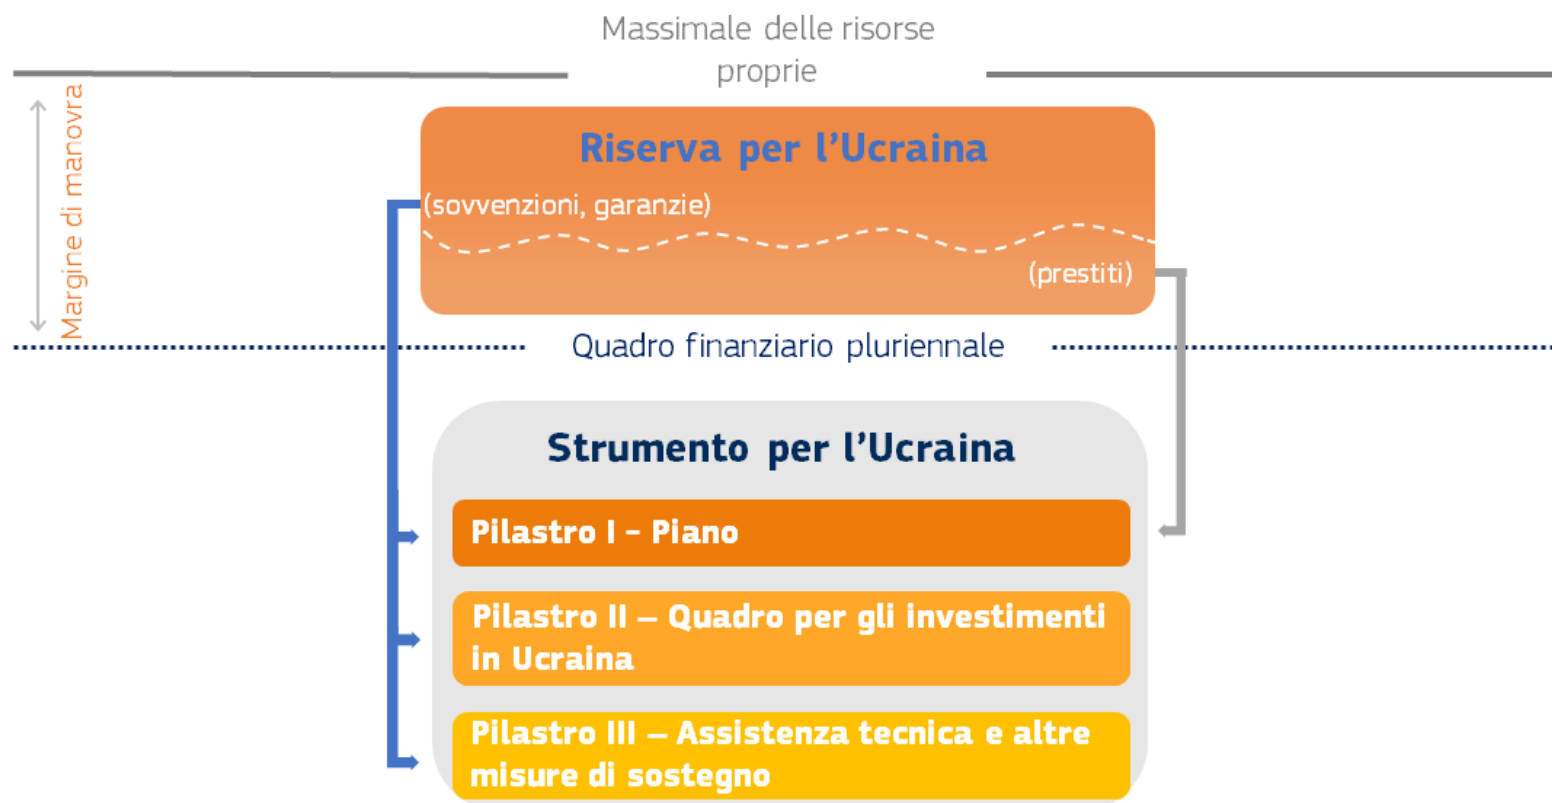 Massimale delle risorse
proprie
Margine di manovra
Riserva per l’Ucraina
(sovvenzioni, garanzie)
(prestiti)
Quadro finanziario pluriennale
Strumento per l’Ucraina
Pilastro I – Piano
Pilastro II – Quadro per gli investimenti
in Ucraina
Pilastro III – Assistenza tecnica e altre
misure di sostegno